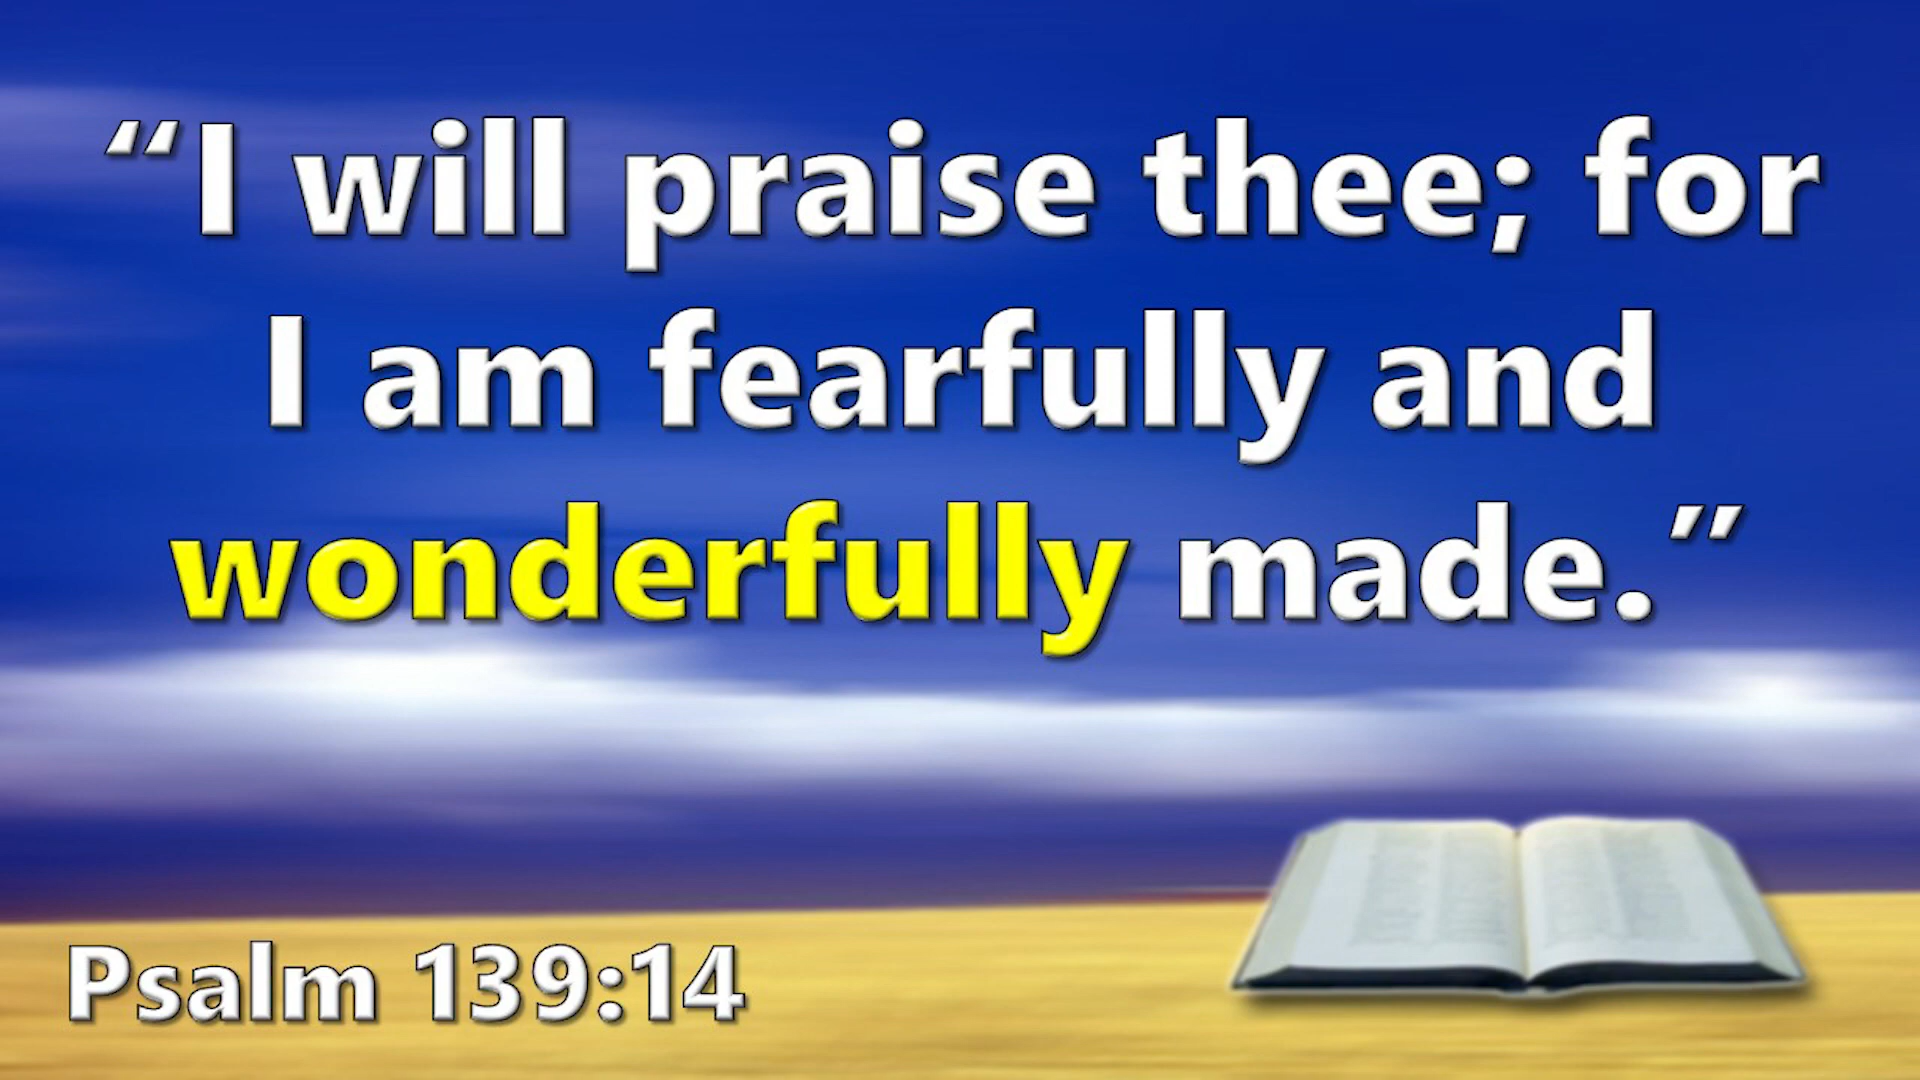 “I will praise thee; for
I am fearfully and
wonderfully made.”
Psalm 139:14